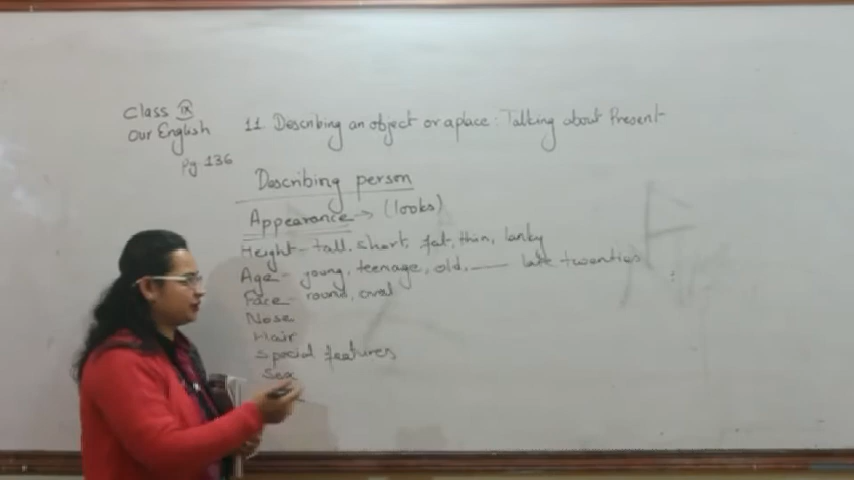 Class IX
Our English
Pg 136
11. Describing an object or a place: Talking about Present
Describing person
Appearance → (looks)
Height - tall, short, fat, thin, lanky
Age - young, teenage, old, —— late twenties
Face - round, oval
Nose
Hair
Special features
Sex